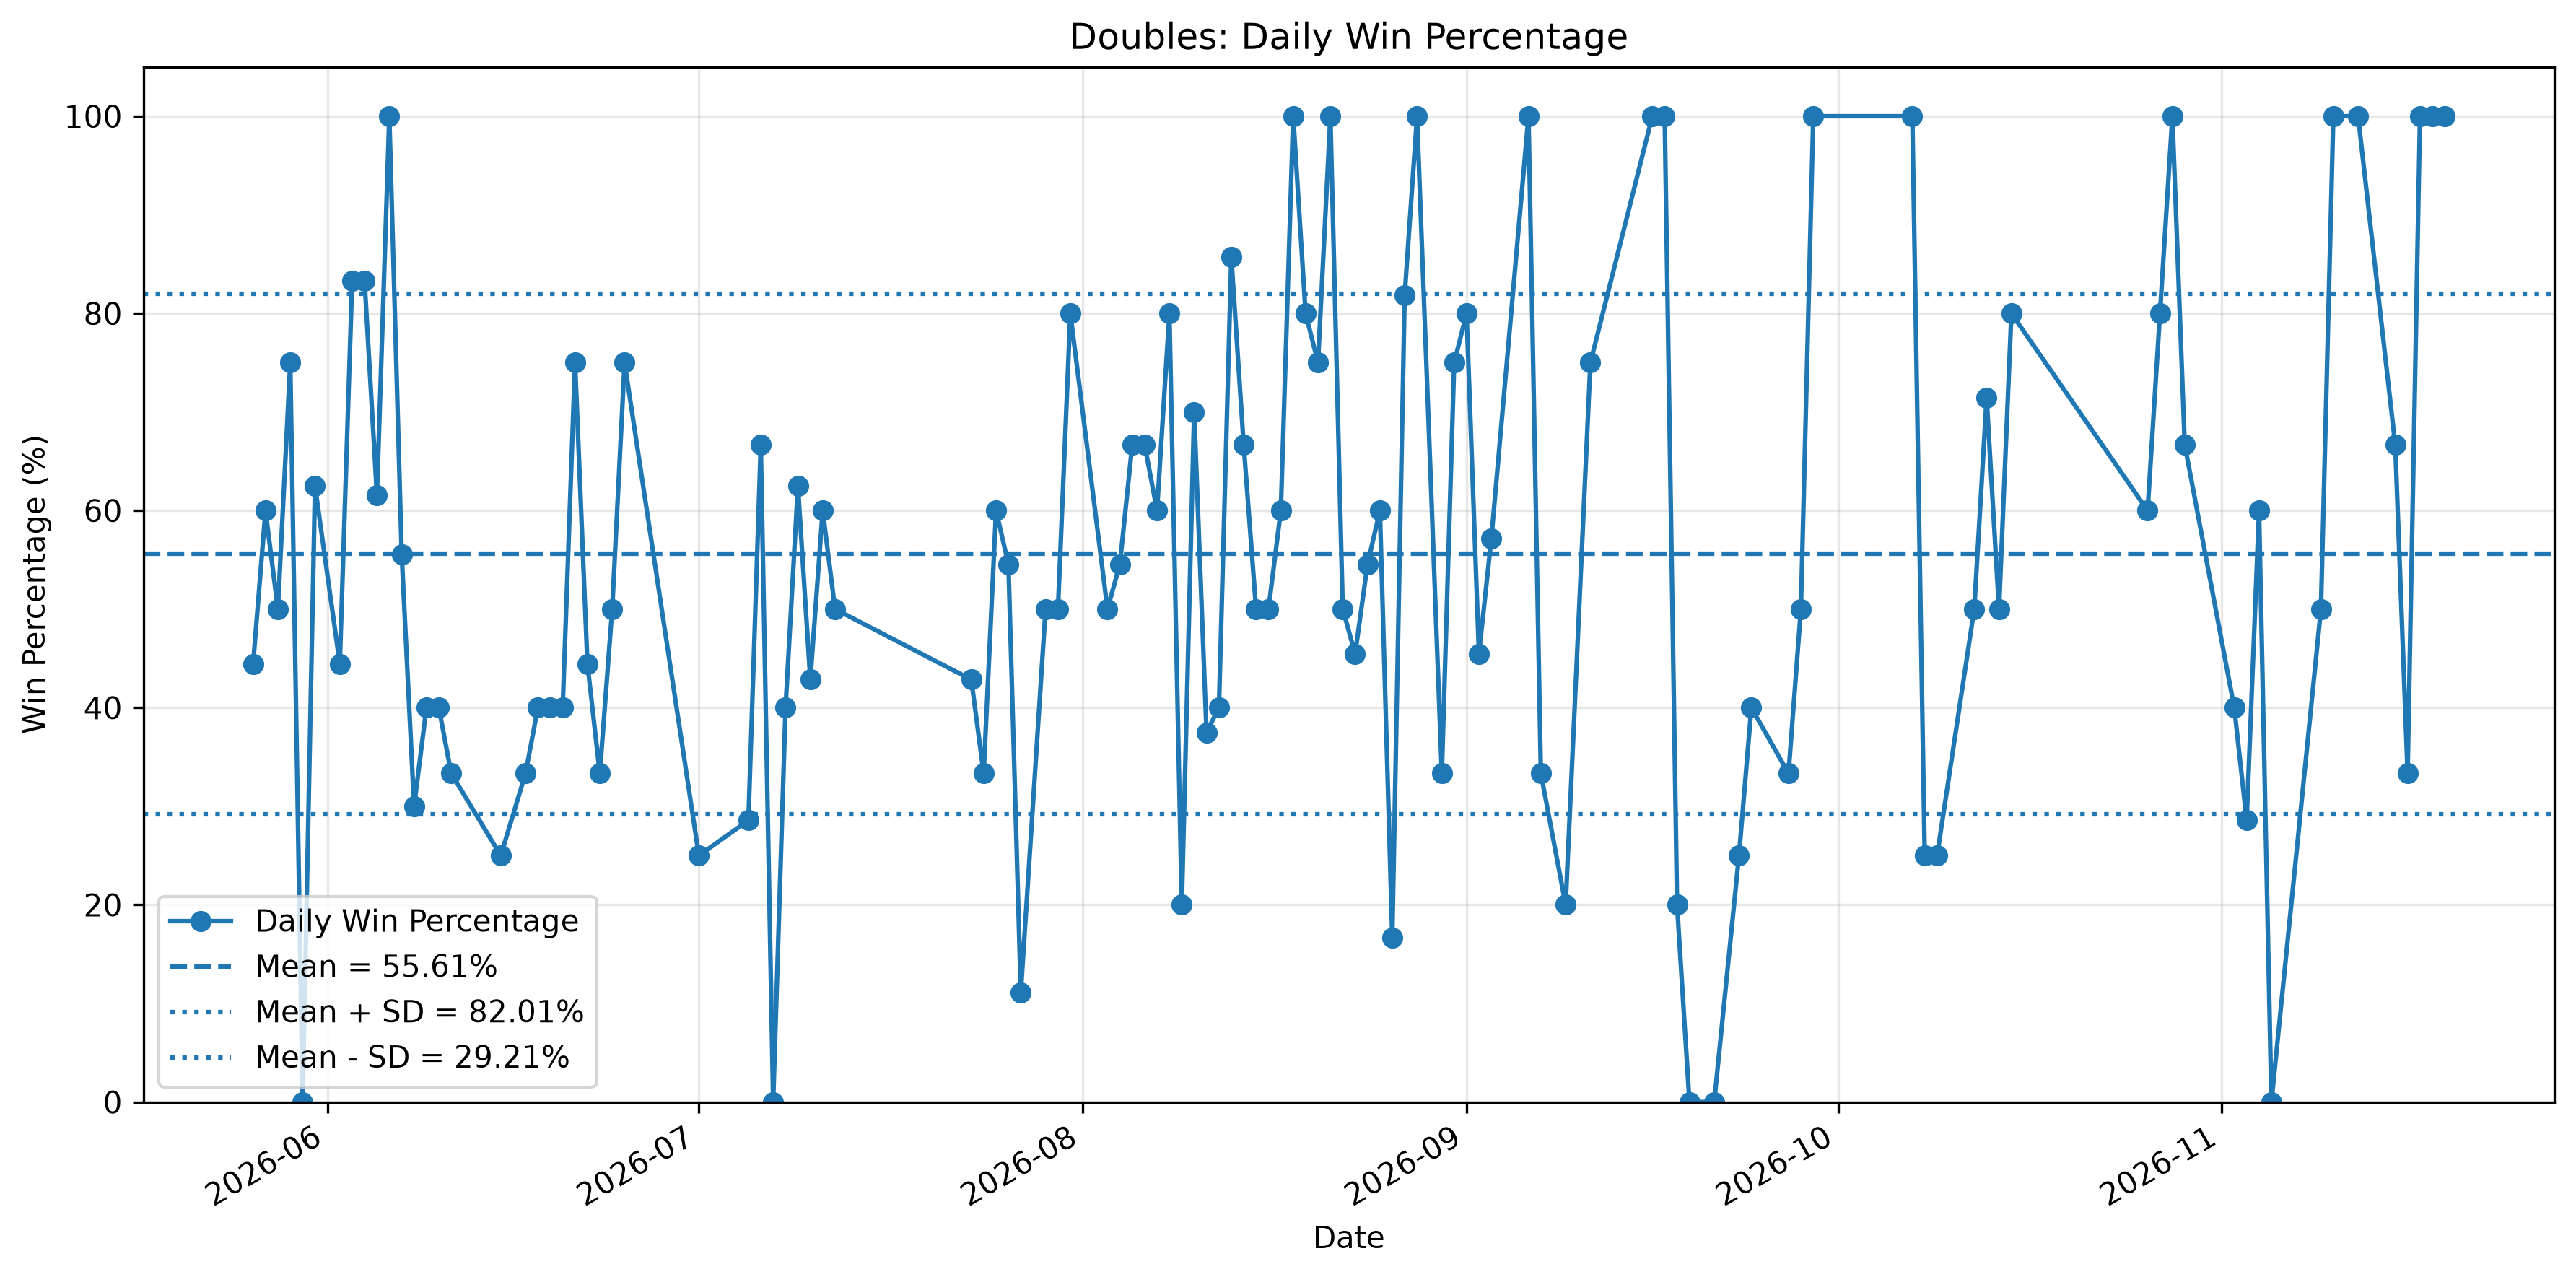 Doubles: Daily Win Percentage
Win Percentage (%)
100
80
60
40
20
0
Daily Win Percentage
Mean = 55.61%
Mean + SD = 82.01%
Mean - SD = 29.21%
2026-06
2026-07
2026-08
2026-09
2026-10
2026-11
Date